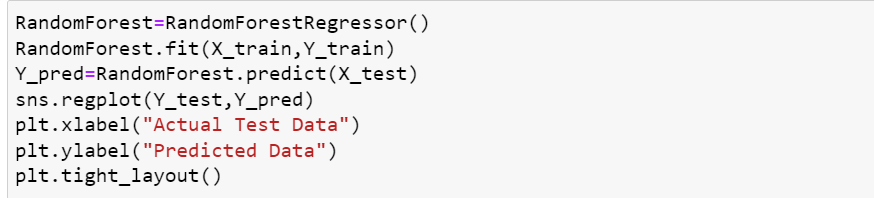 RandomForest=RandomForestRegressor()
RandomForest.fit(X_train,Y_train)
Y_pred=RandomForest.predict(X_test)
sns.regplot(Y_test,Y_pred)
plt.xlabel("Actual Test Data")
plt.ylabel("Predicted Data")
plt.tight_layout()